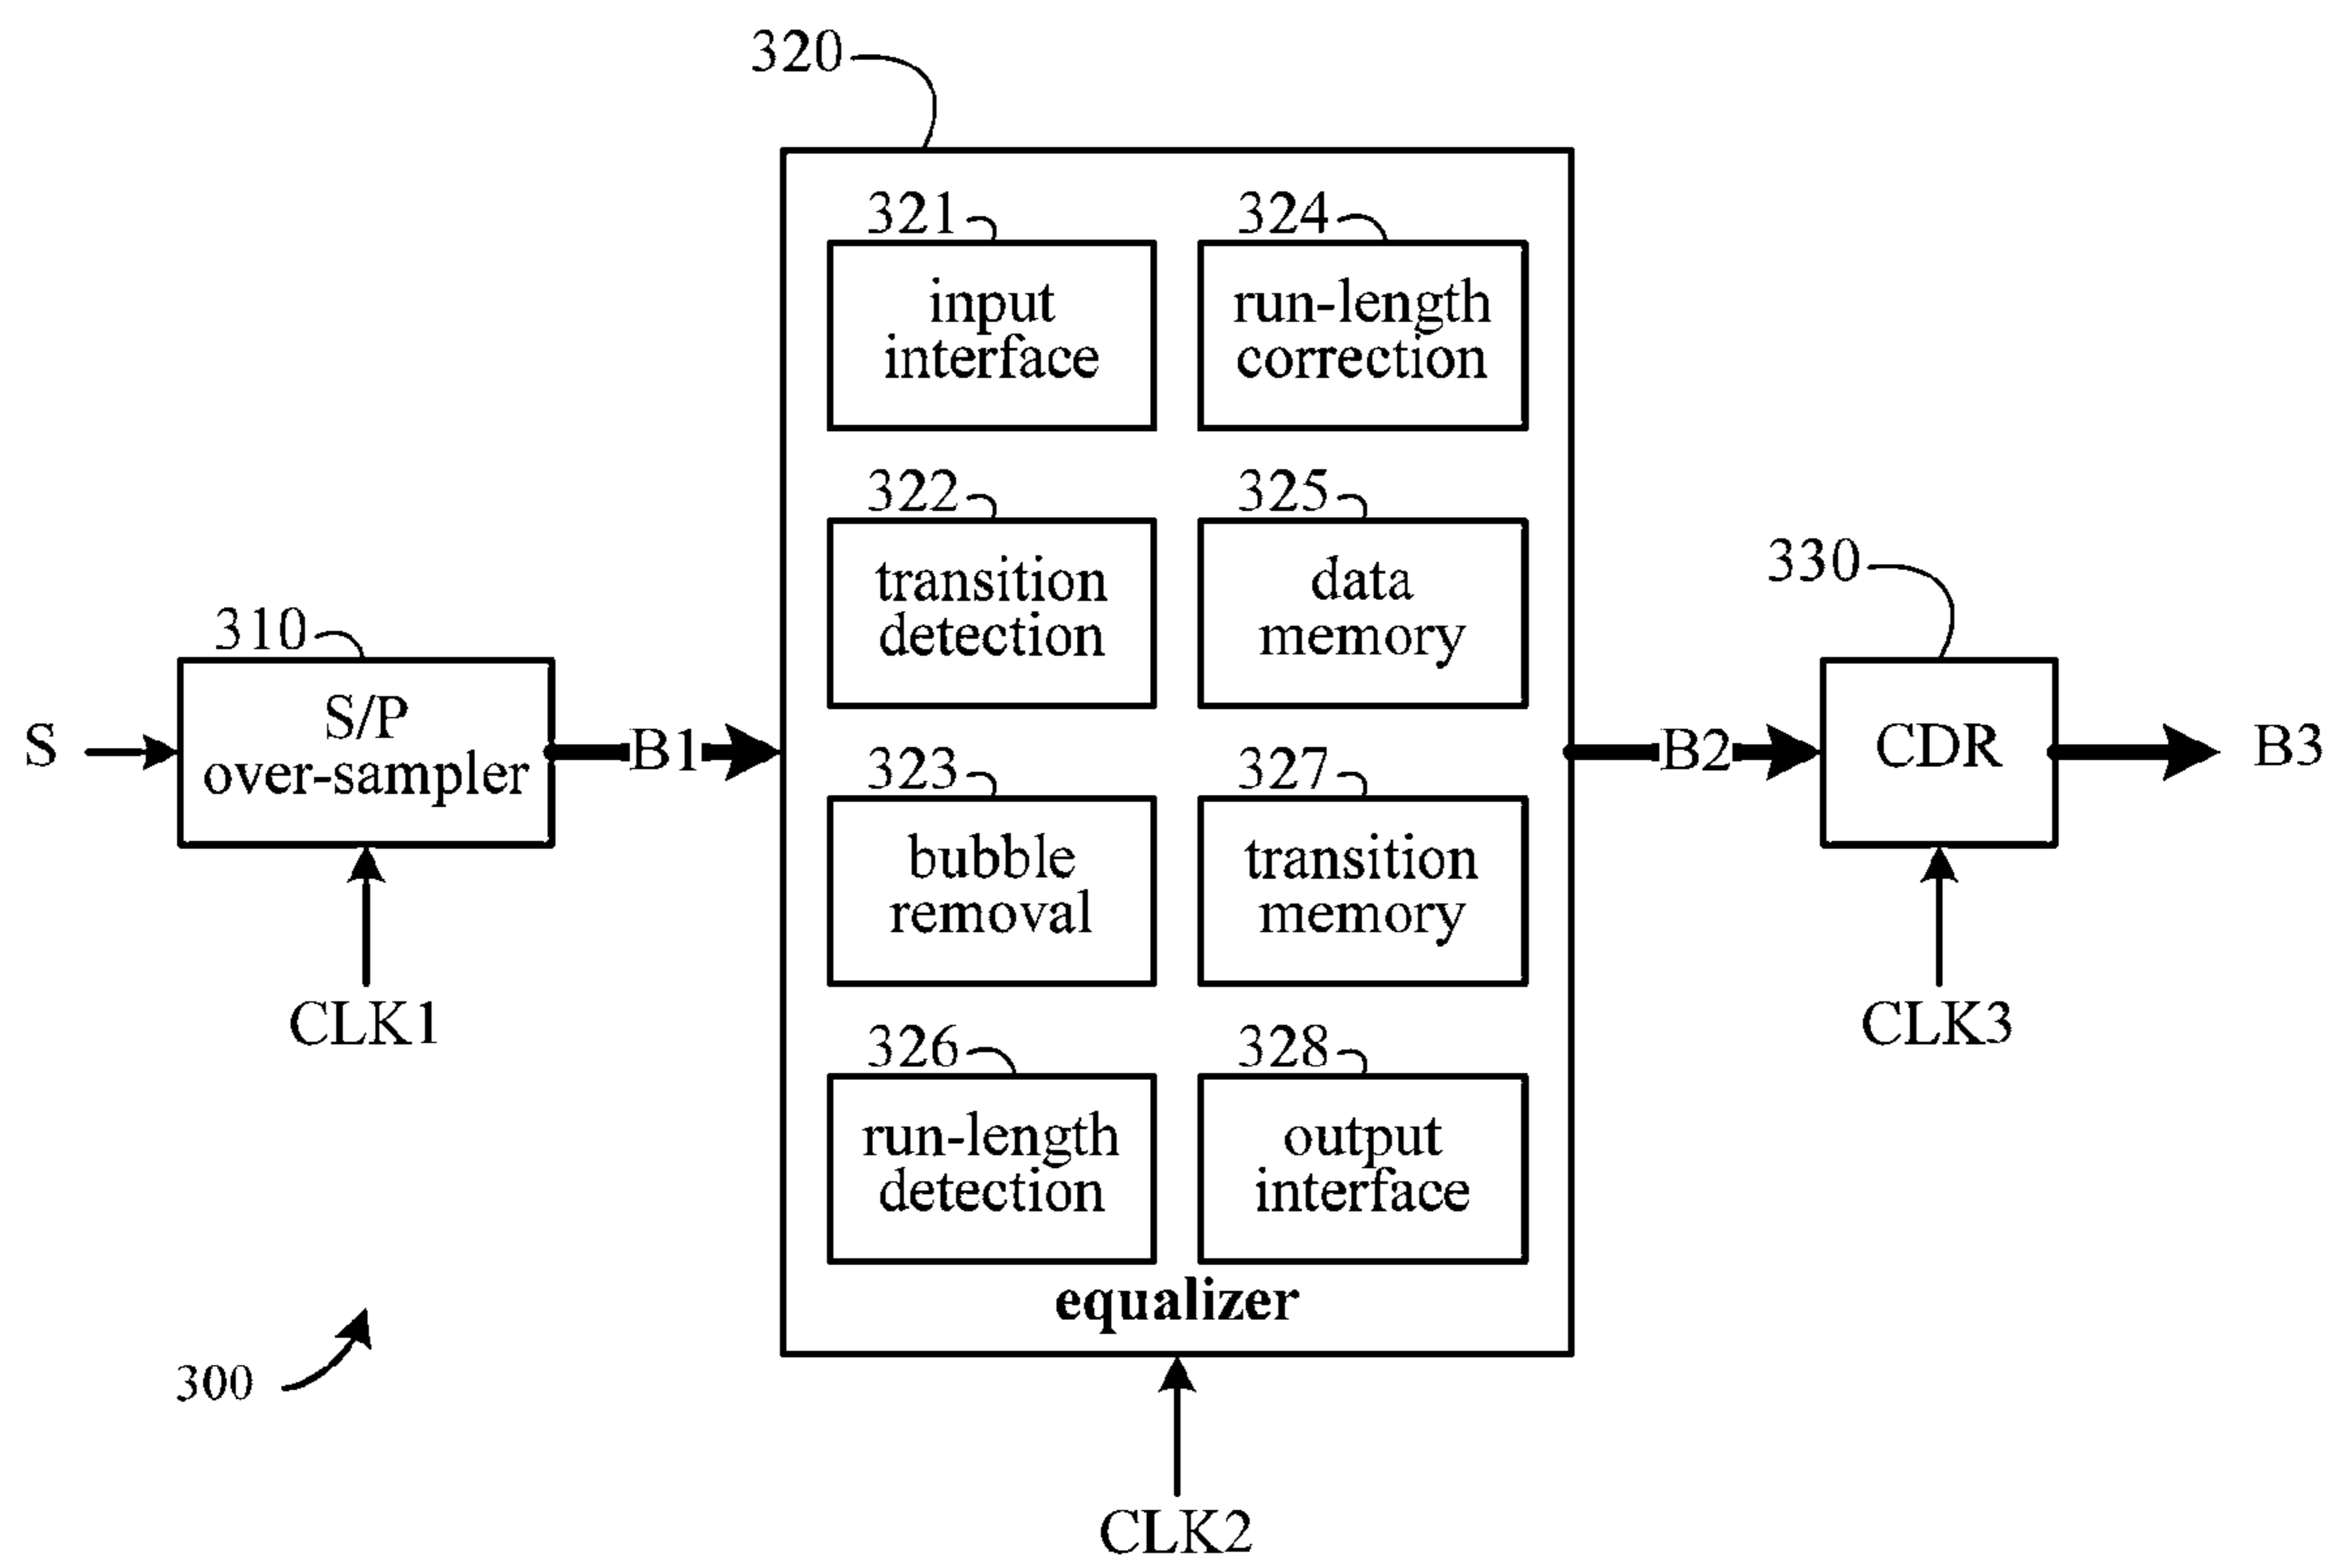 320
321
324
input
interface
run-length
correction
322
325
transition
detection
data
memory
330
310
S
S/P
over-sampler
B1
323
327
bubble
removal
transition
memory
B2
CDR
B3
CLK1
CLK3
326
328
run-length
detection
output
interface
equalizer
300
CLK2